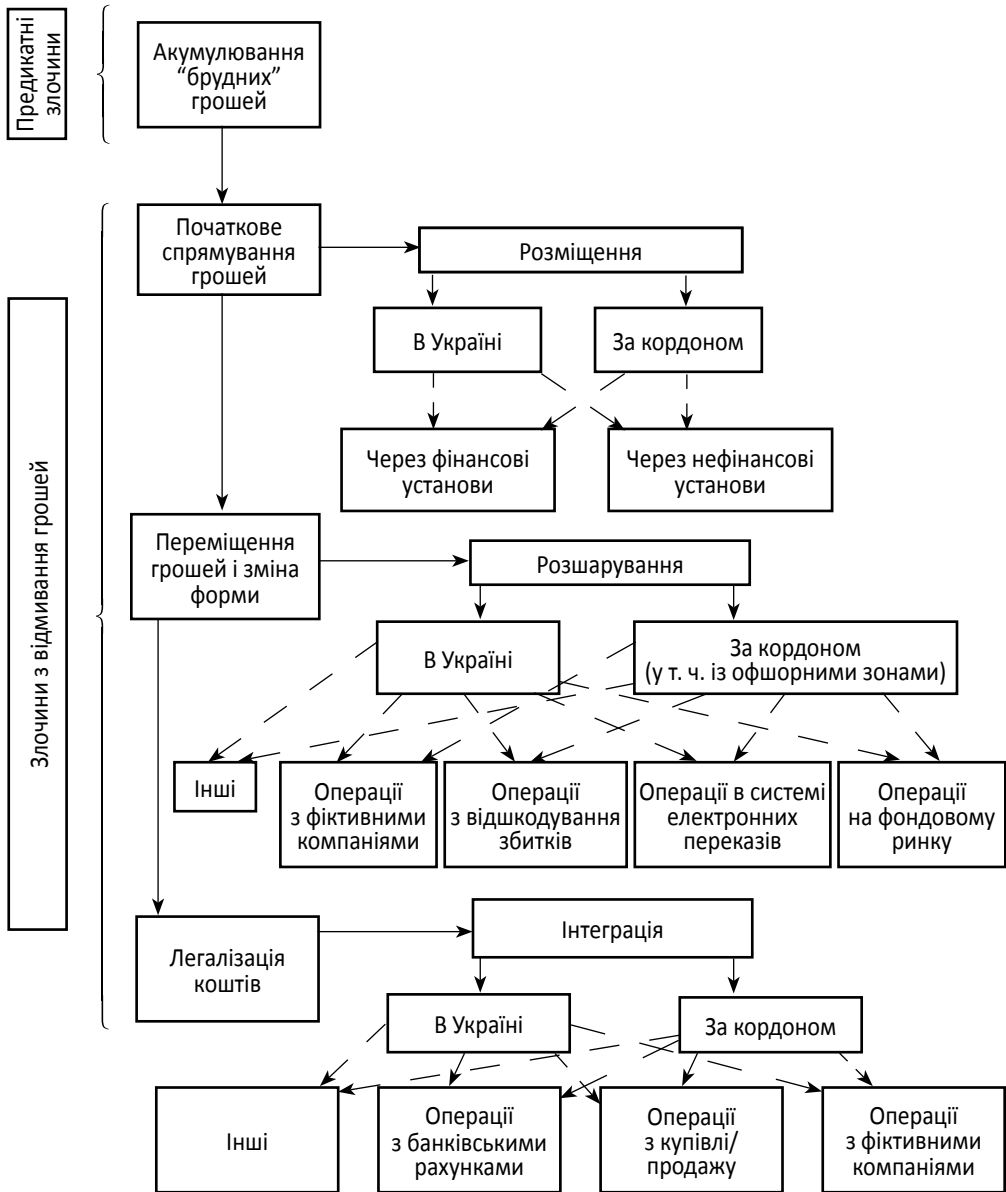 Предикатні
злочини
Акумулювання
“брудних”
грошей
Злочини з відмивання грошей
Початкове
спрямування
грошей
Розміщення
В Україні
За кордоном
Через фінансові
установи
Через нефінансові
установи
Переміщення
грошей і зміна
форми
Розшарування
В Україні
За кордоном
(у т. ч. із офшорними зонами)
Інші
Операції
з фіктивними
компаніями
Операції
з відшкодування
збитків
Операції в системі
електронних
переказів
Операції
на фондовому
ринку
Легалізація
коштів
Інтеграція
В Україні
За кордоном
Інші
Операції
з банківськими
рахунками
Операції
з купівлі/
продажу
Операції
з фіктивними
компаніями